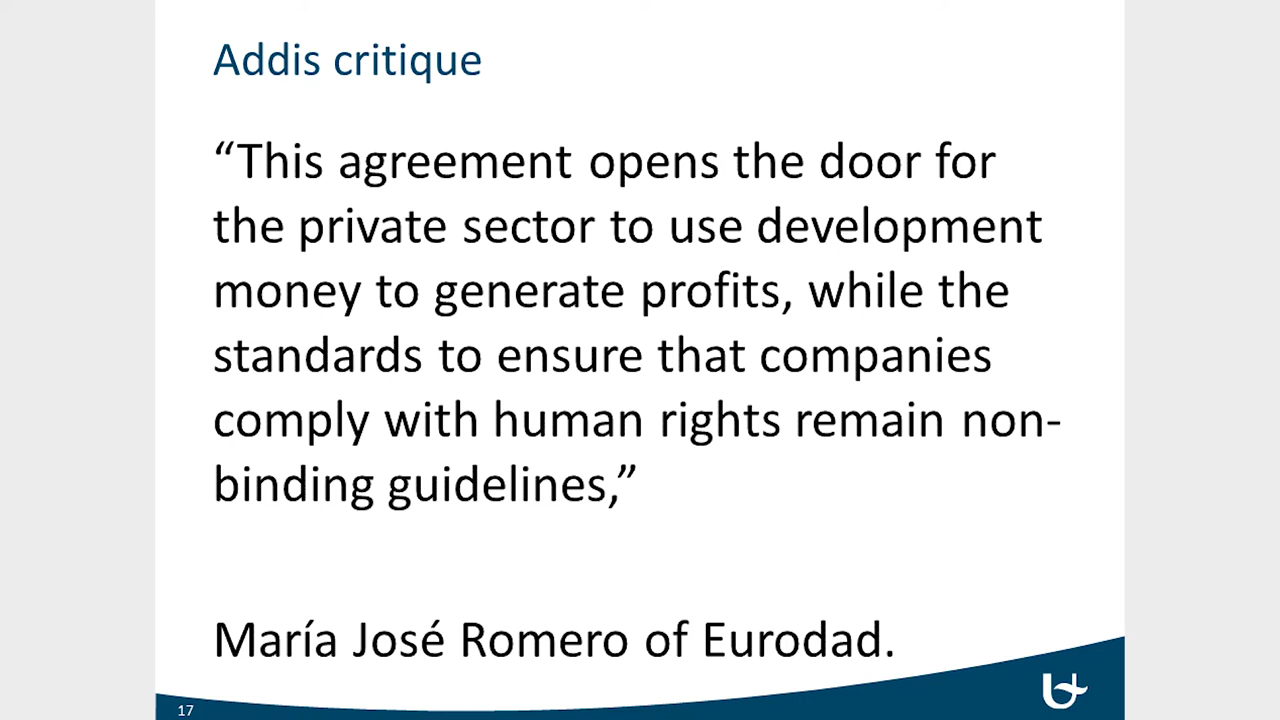 Addis critique
“This agreement opens the door for
the private sector to use development
money to generate profits, while the
standards to ensure that companies
comply with human rights remain non-
binding guidelines,”
María José Romero of Eurodad.
17